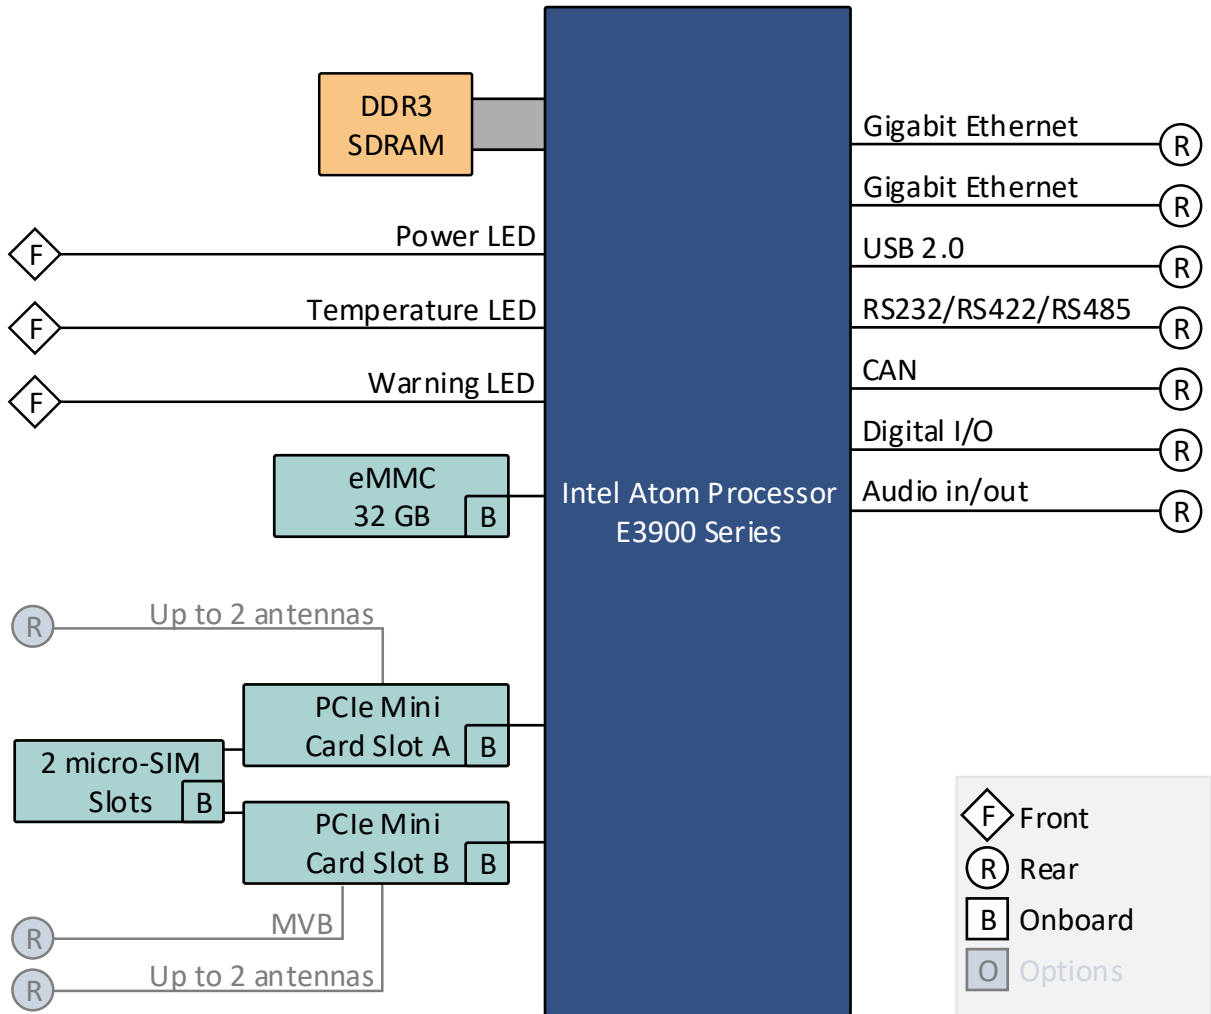 DDR3
SDRAM
Power LED
F
Temperature LED
F
Warning LED
F
eMMC
32 GB
B
Up to 2 antennas
R
PCIe Mini
Card Slot A
B
2 micro-SIM
Slots
B
PCIe Mini
Card Slot B
B
MVB
R
Up to 2 antennas
R
Intel Atom Processor
E3900 Series
Gigabit Ethernet
R
Gigabit Ethernet
R
USB 2.0
R
RS232/RS422/RS485
R
CAN
R
Digital I/O
R
Audio in/out
R
F Front
R Rear
B Onboard
O Options